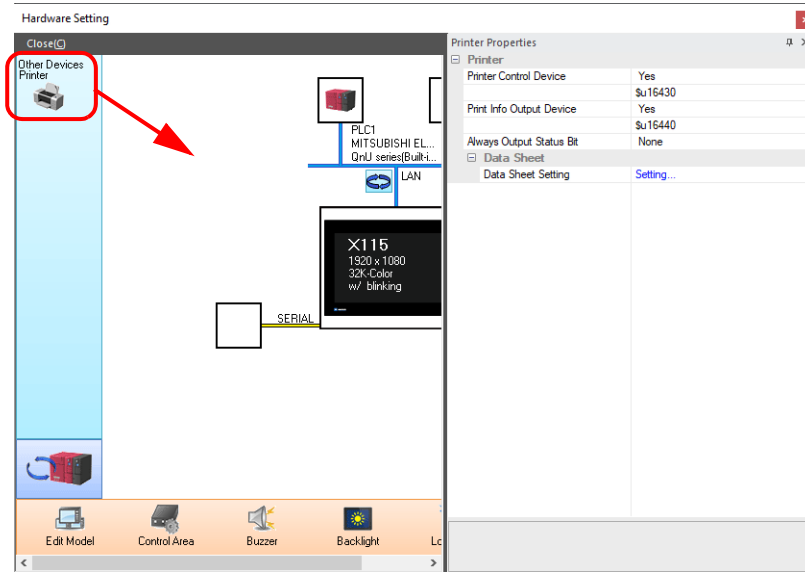 Hardware Setting
Close(C)
Other Devices
Printer
PLC1
MITSUBISHI EL...
QnU series(Built-i...
LAN
X115
1920 x 1080
32K-Color
w/ blinking
SERIAL
Edit Model
Control Area
Buzzer
Backlight
Lc
Printer Properties
Printer
Printer Control Device Yes
$u16430
Print Info Output Device Yes
$u16440
Always Output Status Bit None
Data Sheet
Data Sheet Setting Setting...